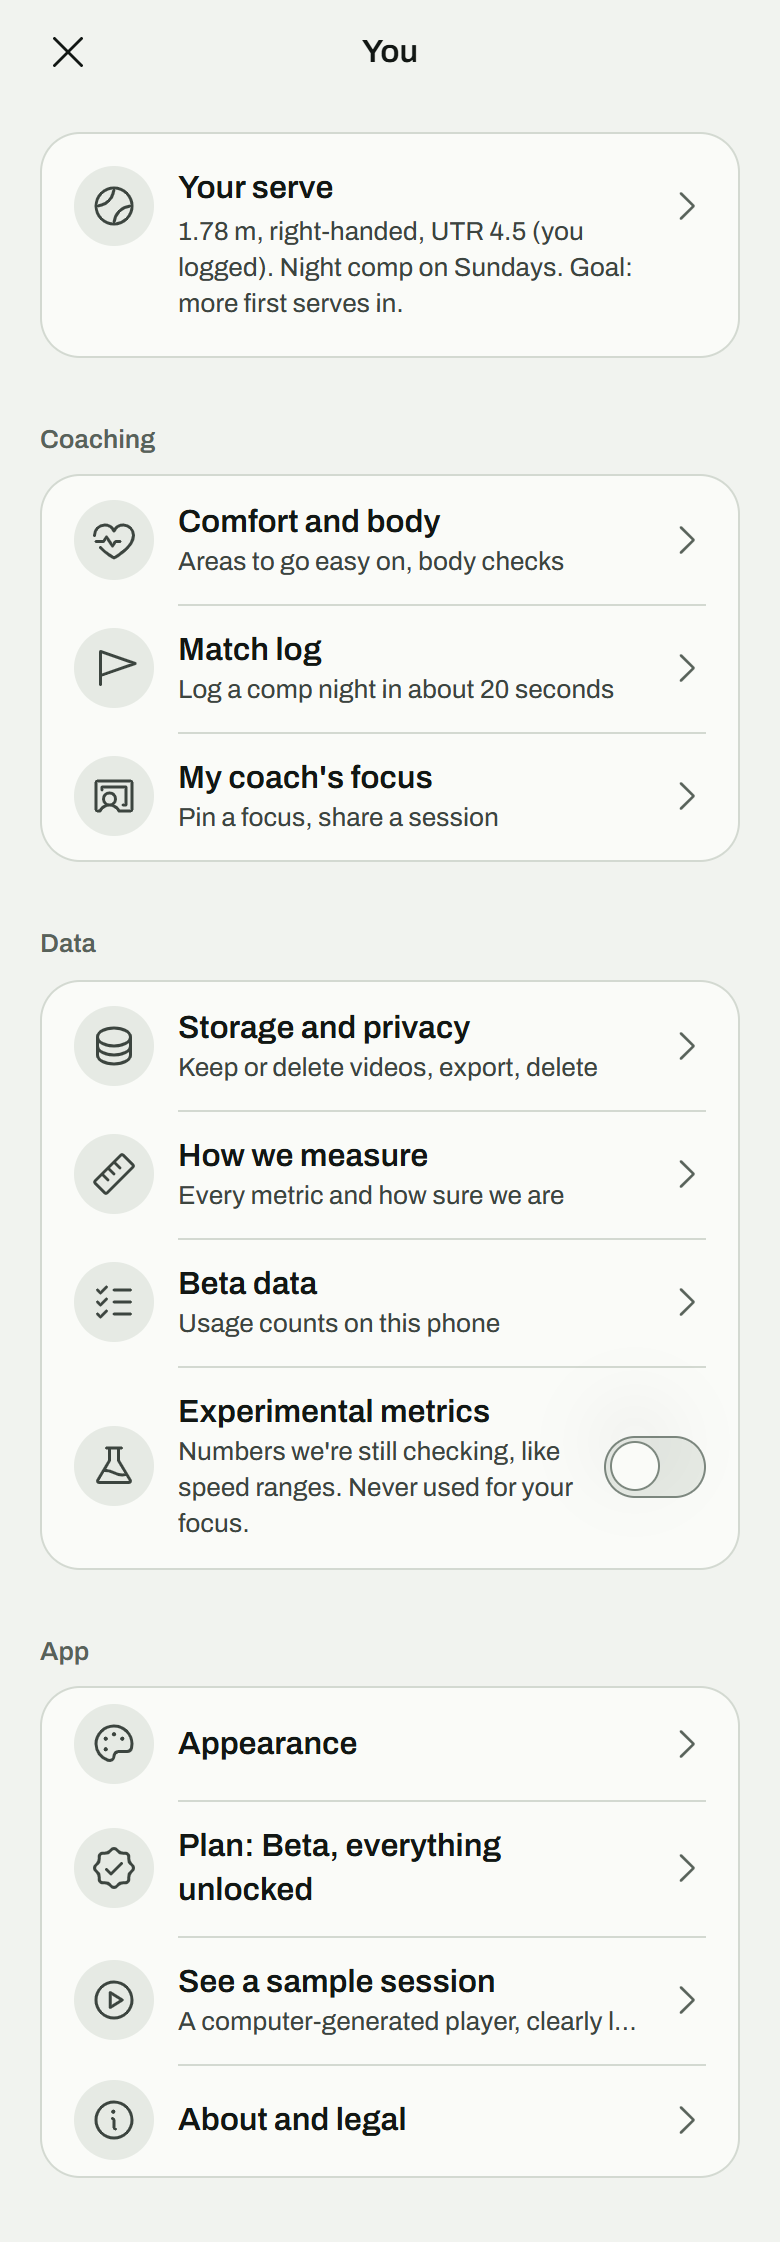 You
Your serve
1.78 m, right-handed, UTR 4.5 (you
logged). Night comp on Sundays. Goal:
more first serves in.
Coaching
Comfort and body
Areas to go easy on, body checks
Match log
Log a comp night in about 20 seconds
My coach's focus
Pin a focus, share a session
Data
Storage and privacy
Keep or delete videos, export, delete
How we measure
Every metric and how sure we are
Beta data
Usage counts on this phone
Experimental metrics
Numbers we're still checking, like
speed ranges. Never used for your
focus.
App
Appearance
Plan: Beta, everything
unlocked
See a sample session
A computer-generated player, clearly l...
About and legal